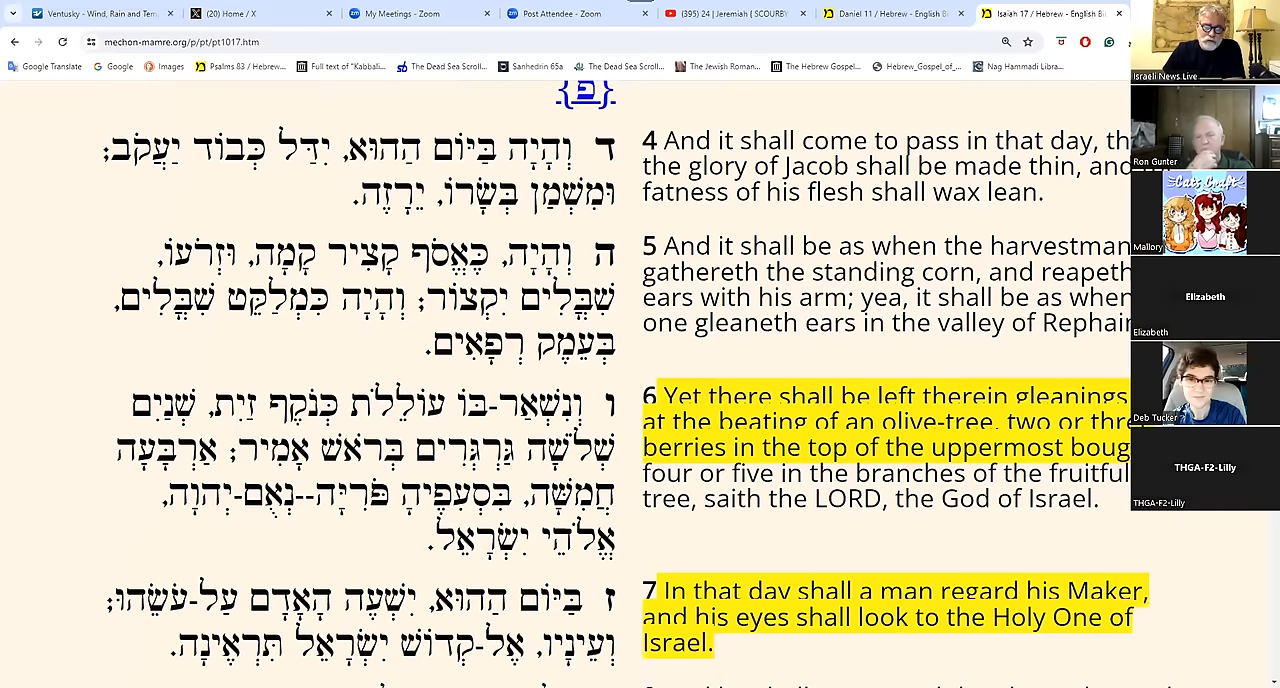 Ventusky - Wind, Rain and Temp
(20) Home / X
My Meetings - Zoom
Post Attendee - Zoom
(395) 24 | Jeremiah ( SCOURBY
Daniel 11 / Hebrew - English Bi
Isaiah 17 / Hebrew - English Bi
mechon-mamre.org/p/pt/pt1017.htm
Google Translate
Google
Images
Psalms 83 / Hebrew...
Full text of "Kabbali...
The Dead Sea Scroll...
Sanhedrin 65a
The Dead Sea Scroll...
The Jewish Roman...
The Hebrew Gospel...
Hebrew_Gospel_of_...
Nag Hammadi Libra...
{פ}
ד וְהָיָה בַּיּוֹם הַהוּא, יִדַּל כְּבוֹד יַעֲקֹב;
וּמִשְׁמַן בְּשָׂרוֹ, יֵרָזֶה.
4 And it shall come to pass in that day, th
the glory of Jacob shall be made thin, and
fatness of his flesh shall wax lean.
ה וְהָיָה, כֶּאֱסֹף קָצִיר קָמָה, וּזְרֹעוֹ,
שִׁבֳּלִים יִקְצוֹר; וְהָיָה כִּמְלַקֵּט שִׁבֳּלִים,
בְּעֵמֶק רְפָאִים.
5 And it shall be as when the harvestman
gathereth the standing corn, and reapeth
ears with his arm; yea, it shall be as when
one gleaneth ears in the valley of Rephair
ו וְנִשְׁאַר-בּוֹ עוֹלֵלֹת כְּנֹקֶף זַיִת, שְׁנַיִם
שְׁלֹשָׁה גַּרְגְּרִים בְּרֹאשׁ אָמִיר; אַרְבָּעָה
חֲמִשָּׁה, בִּסְעִפֶיהָ פֹּרִיָּה--נְאֻם-יְהוָה,
אֱלֹהֵי יִשְׂרָאֵל.
6 Yet there shall be left therein gleanings
at the beating of an olive-tree, two or thre
berries in the top of the uppermost boug
four or five in the branches of the fruitful
tree, saith the LORD, the God of Israel.
ז בַּיּוֹם הַהוּא, יִשְׁעֶה הָאָדָם עַל-עֹשֵׂהוּ;
וְעֵינָיו, אֶל-קְדוֹשׁ יִשְׂרָאֵל תִּרְאֶינָה.
7 In that day shall a man regard his Maker,
and his eyes shall look to the Holy One of
Israel.
Israeli News Live
Ron Gunter
Cats Craft
Mallory
Elizabeth
Elizabeth
Deb Tucker
THGA-F2-Lilly
THGA-F2-Lilly